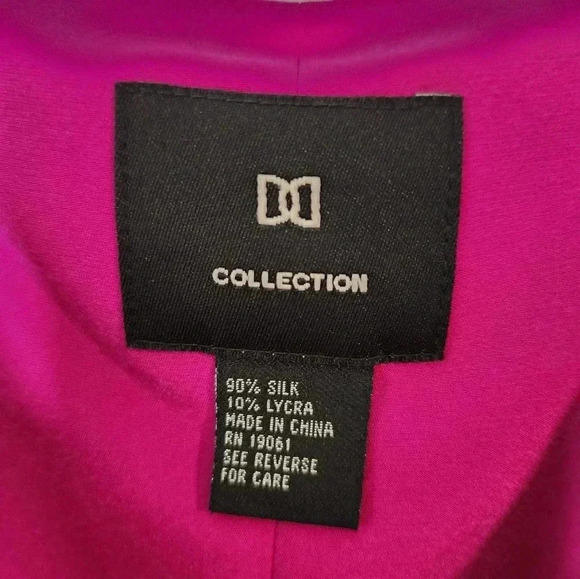 COLLECTION
90% SILK
10% LYCRA
MADE IN CHINA
RN 19061
SEE REVERSE
FOR CARE